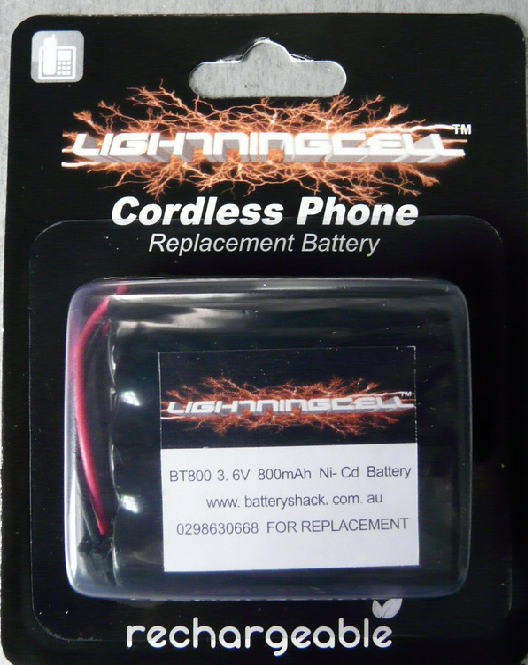 LIGHTNINGCELL™
Cordless Phone
Replacement Battery
LIGHTNINGCELL™
BT800 3. 6V 800mAh Ni- Cd Battery
www. batteryshack. com. au
0298630668 FOR REPLACEMENT
rechargeable